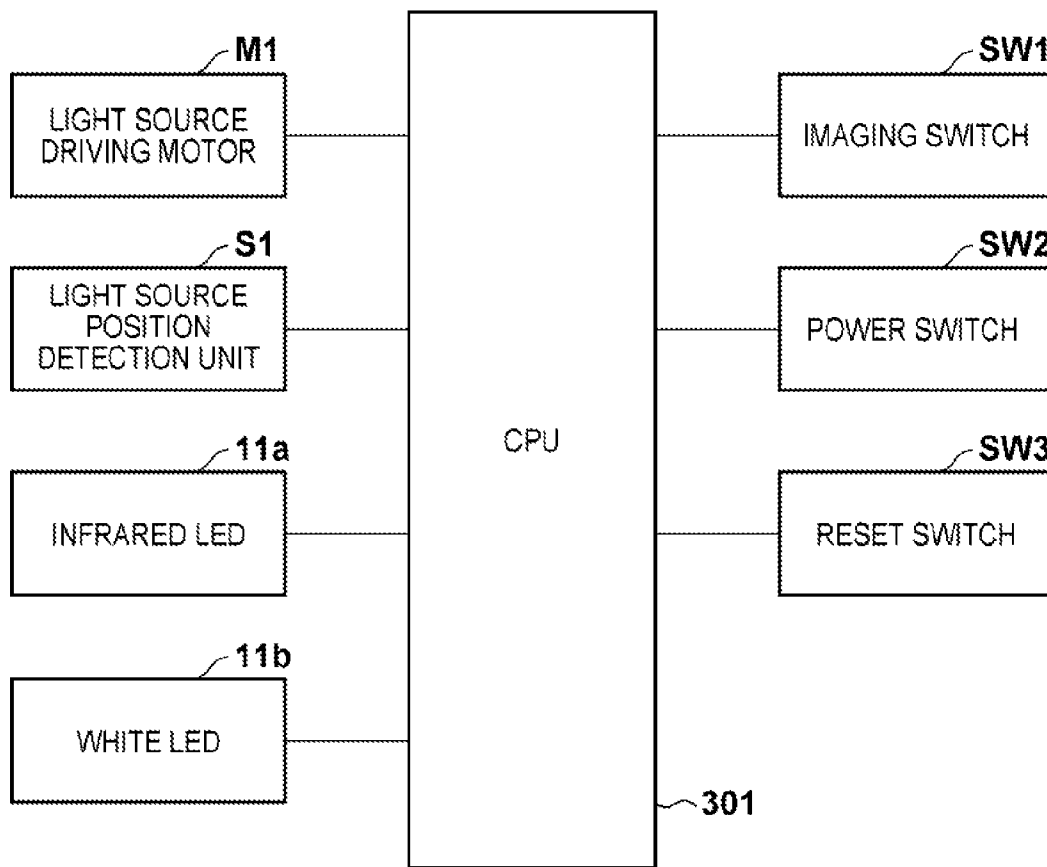 M1
LIGHT SOURCE
DRIVING MOTOR
S1
LIGHT SOURCE
POSITION
DETECTION UNIT
11a
INFRARED LED
11b
WHITE LED
CPU
301
SW1
IMAGING SWITCH
SW2
POWER SWITCH
SW3
RESET SWITCH